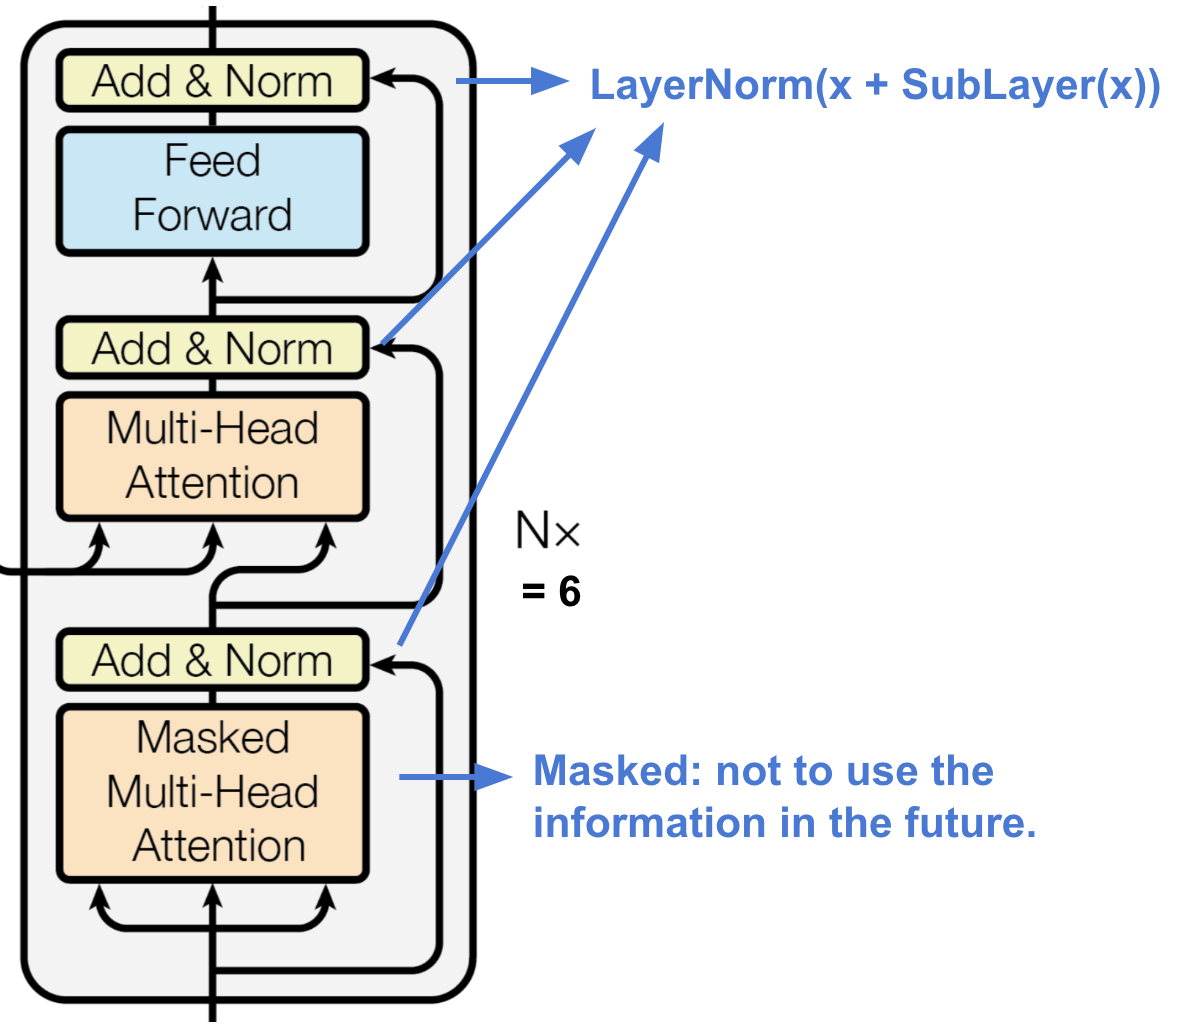 Add & Norm
LayerNorm(x + SubLayer(x))
Feed
Forward
Add & Norm
Multi-Head
Attention
N×
= 6
Add & Norm
Masked
Multi-Head
Attention
Masked: not to use the
information in the future.